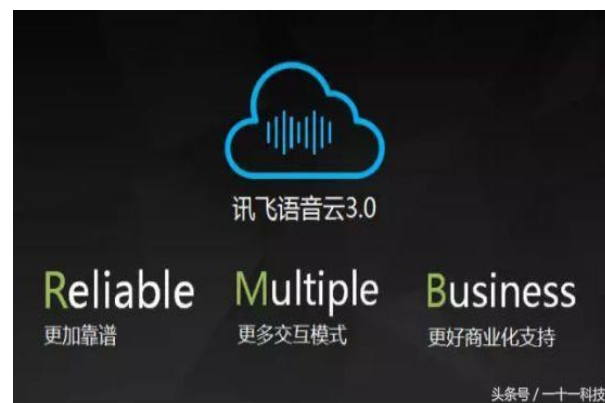 讯飞语音云3.0
Reliable Multiple Business
更加靠谱 更多交互模式 更好商业化支持
头条号 / 一十一科技